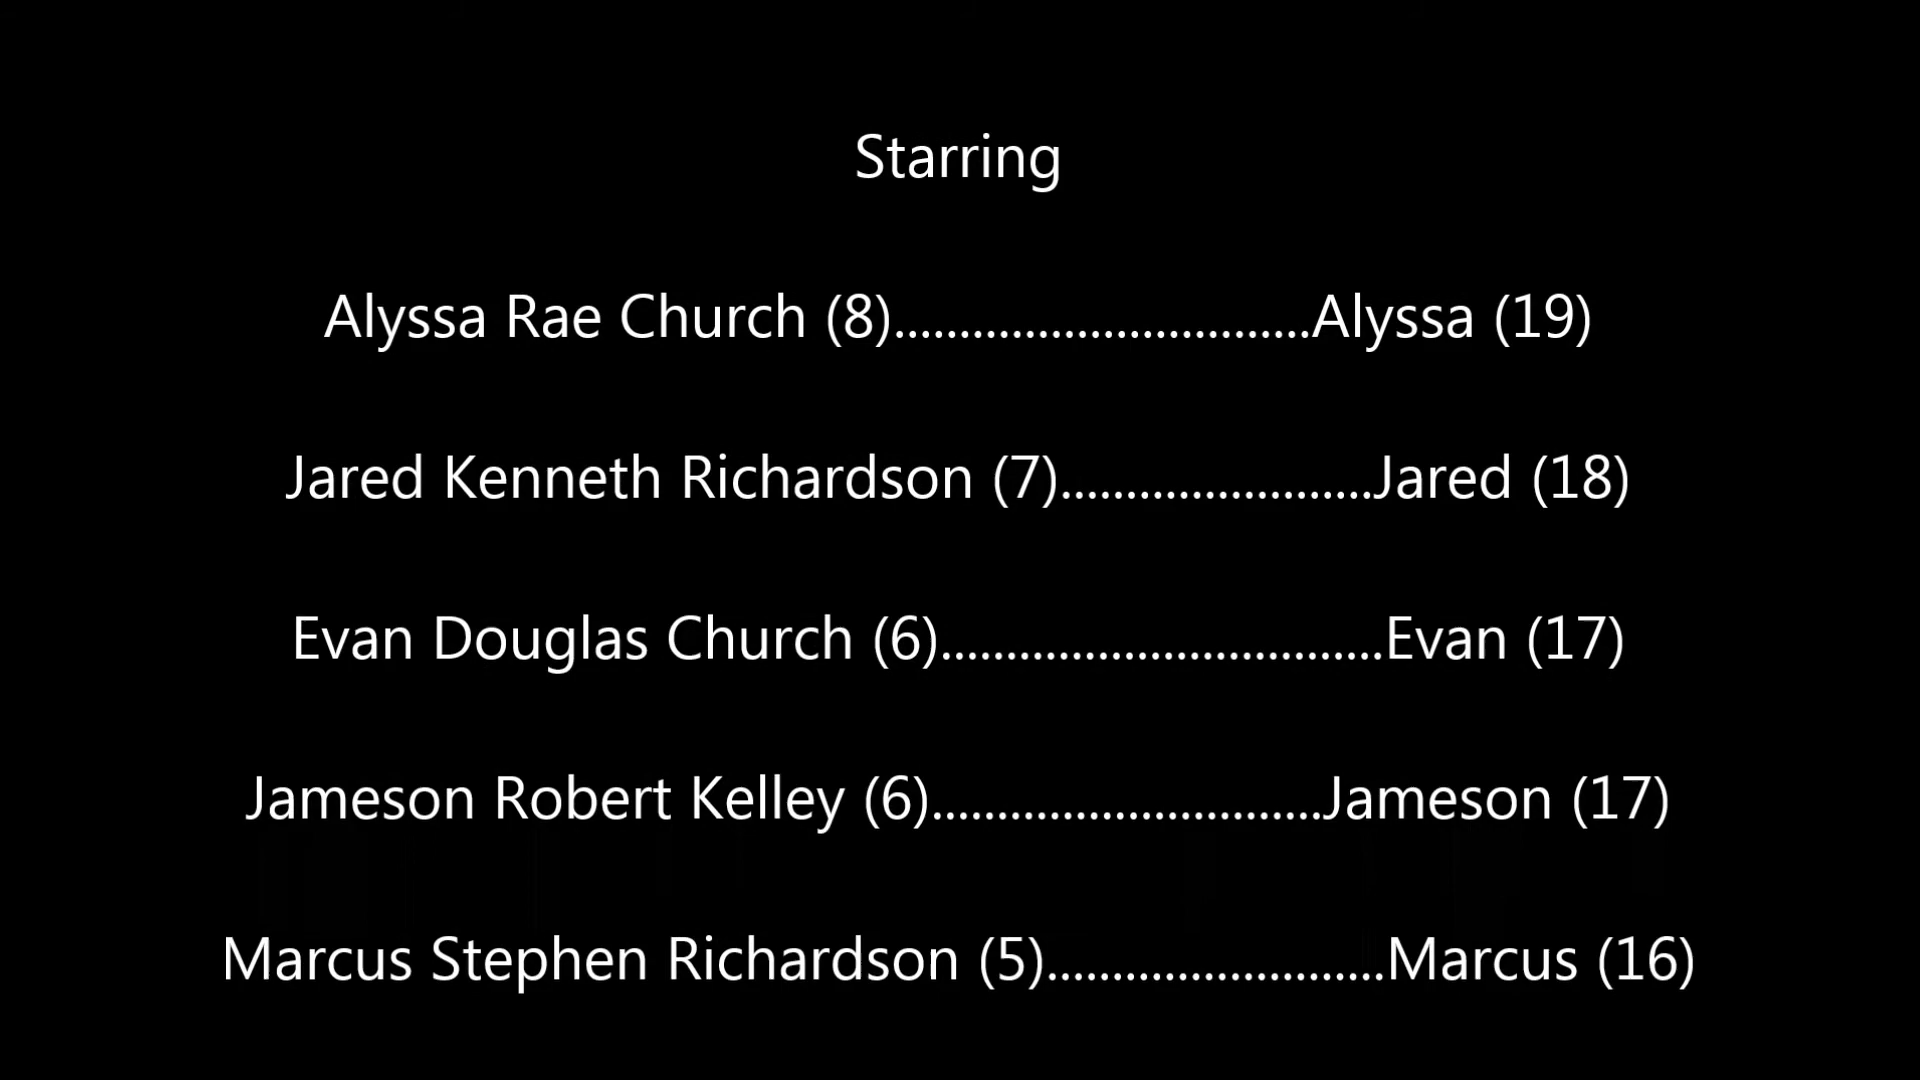 Starring
Alyssa Rae Church (8)................................Alyssa (19)
Jared Kenneth Richardson (7)........................Jared (18)
Evan Douglas Church (6)..................................Evan (17)
Jameson Robert Kelley (6)..............................Jameson (17)
Marcus Stephen Richardson (5)..........................Marcus (16)